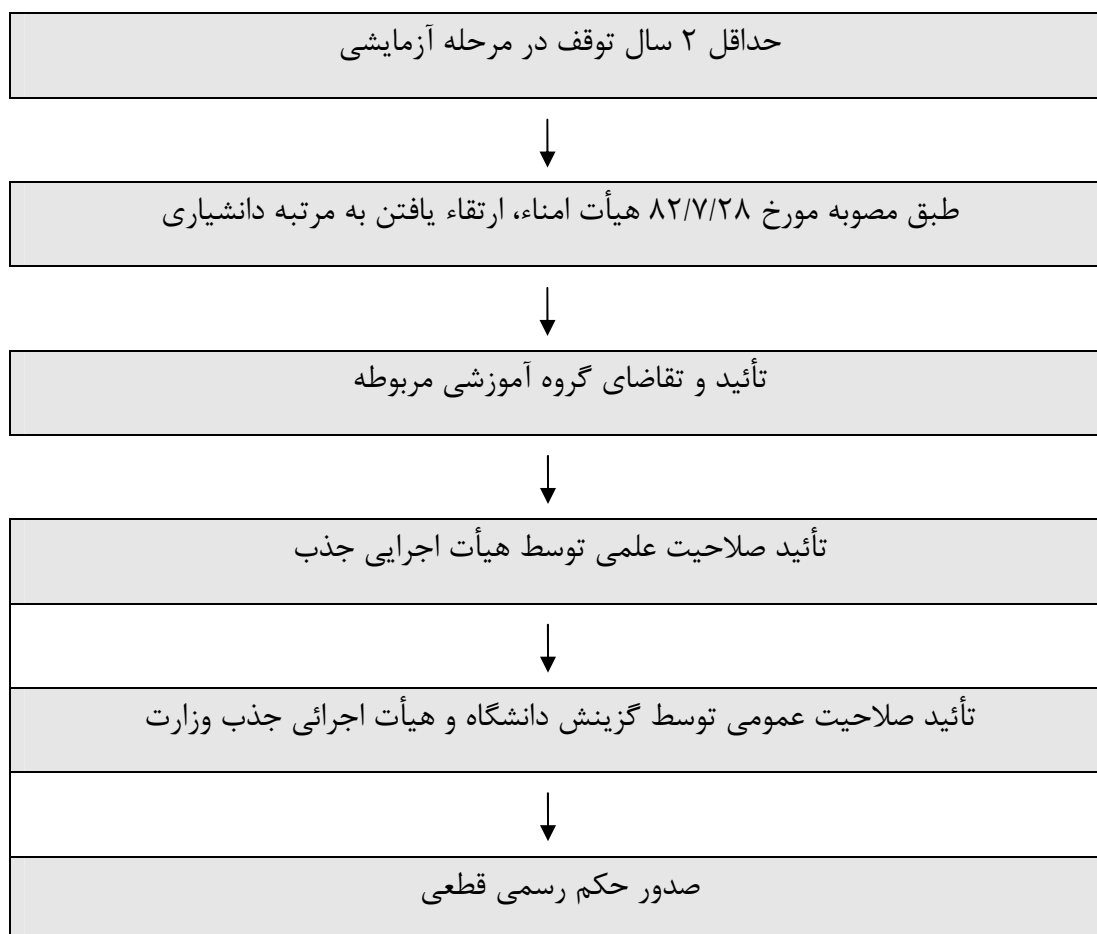 حداقل ۲ سال توقف در مرحله آزمایشی
طبق مصوبه مورخ ۸۲/۷/۲۸ هیأت امناء، ارتقاء یافتن به مرتبه دانشیاری
تأئید و تقاضای گروه آموزشی مربوطه
تأئید صلاحیت علمی توسط هیأت اجرایی جذب
تأئید صلاحیت عمومی توسط گزینش دانشگاه و هیأت اجرائی جذب وزارت
صدور حکم رسمی قطعی